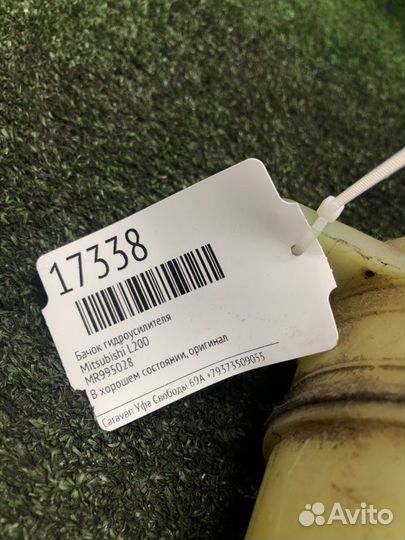 17338
Бачок гидроусилителя
Mitsubishi L200
MR995028
В хорошем состоянии, оригинал
Caravan Уфа Свободы 69А +79373509055
Avito